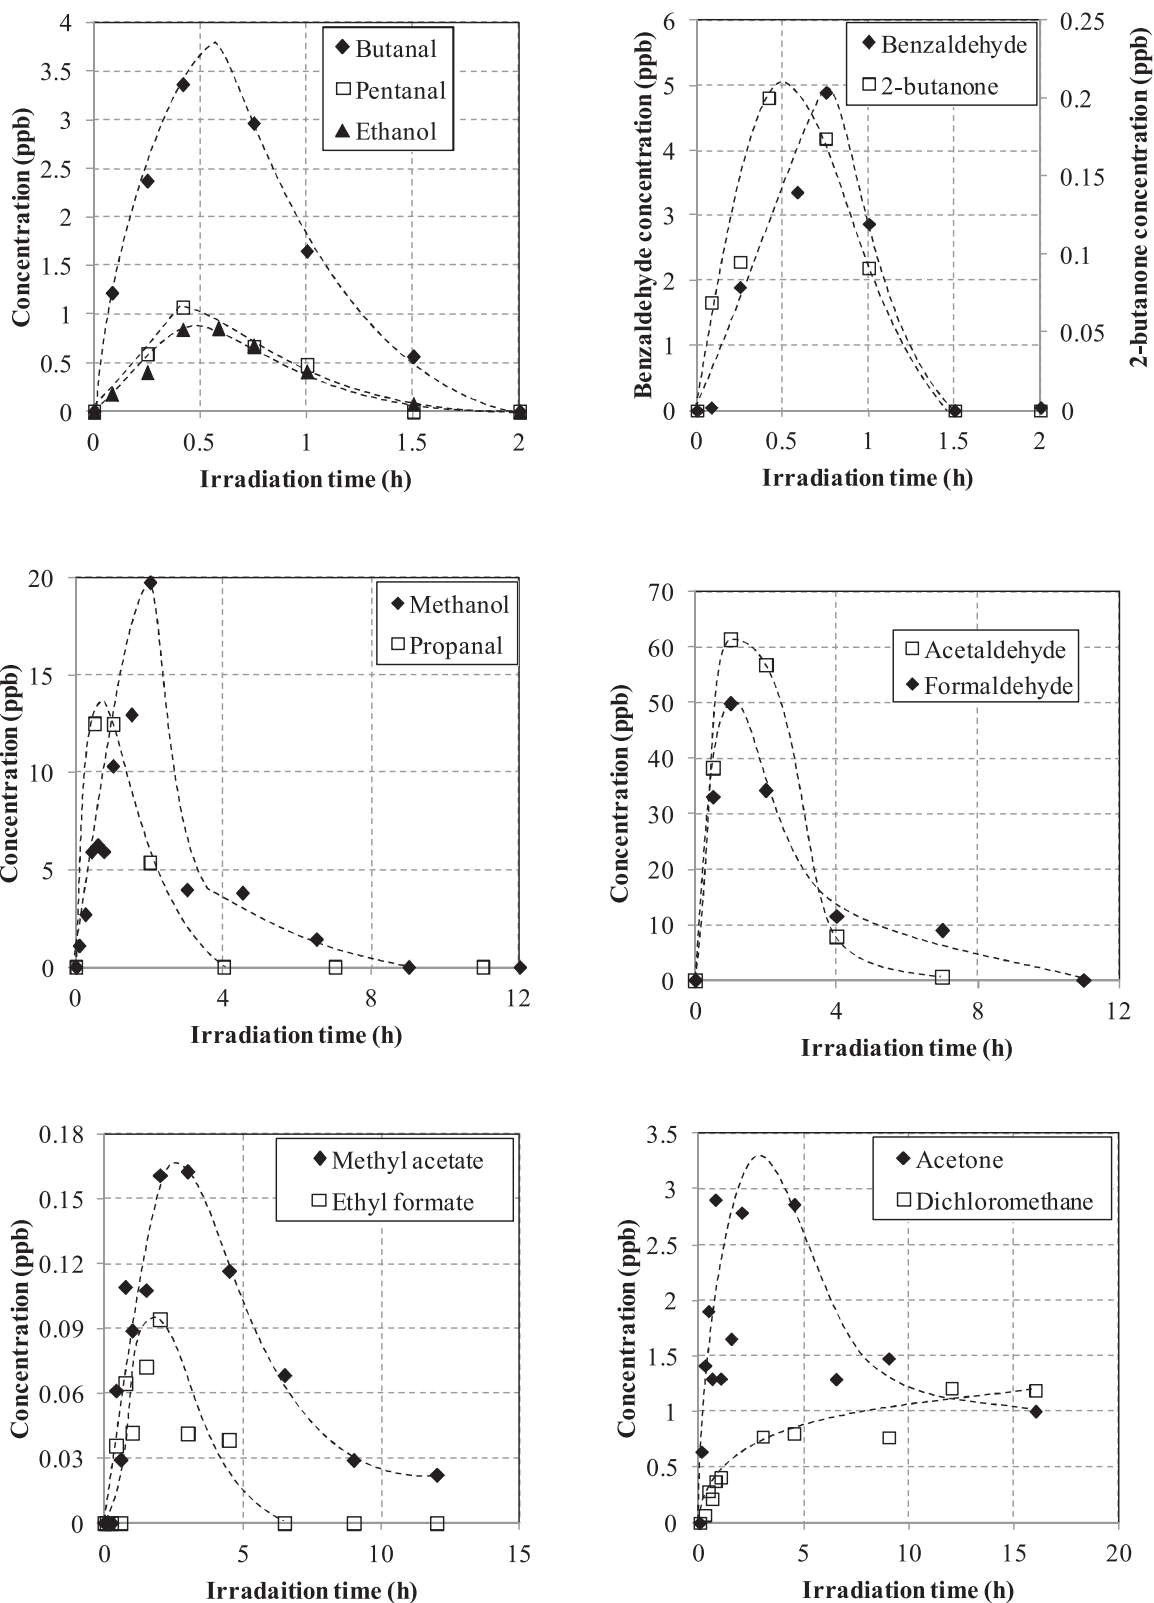 4
3.5
3
2.5
2
1.5
1
0.5
0
Concentration (ppb)
Butanal
Pentanal
Ethanol
0 0.5 1 1.5 2
Irradiation time (h)
6
5
4
3
2
1
0
Benzaldehyde concentration (ppb)
Benzaldehyde
2-butanone
0.25
0.2
0.15
0.1
0.05
0
2-butanone concentration (ppb)
0 0.5 1 1.5 2
Irradiation time (h)
20
15
10
5
0
Concentration (ppb)
Methanol
Propanal
0 4 8 12
Irradiation time (h)
70
60
50
40
30
20
10
0
Concentration (ppb)
Acetaldehyde
Formaldehyde
0 4 8 12
Irradiation time (h)
0.18
0.15
0.12
0.09
0.06
0.03
0
Concentration (ppb)
Methyl acetate
Ethyl formate
0 5 10 15
Irradaition time (h)
3.5
3
2.5
2
1.5
1
0.5
0
Concentration (ppb)
Acetone
Dichloromethane
0 5 10 15 20
Irradiation time (h)